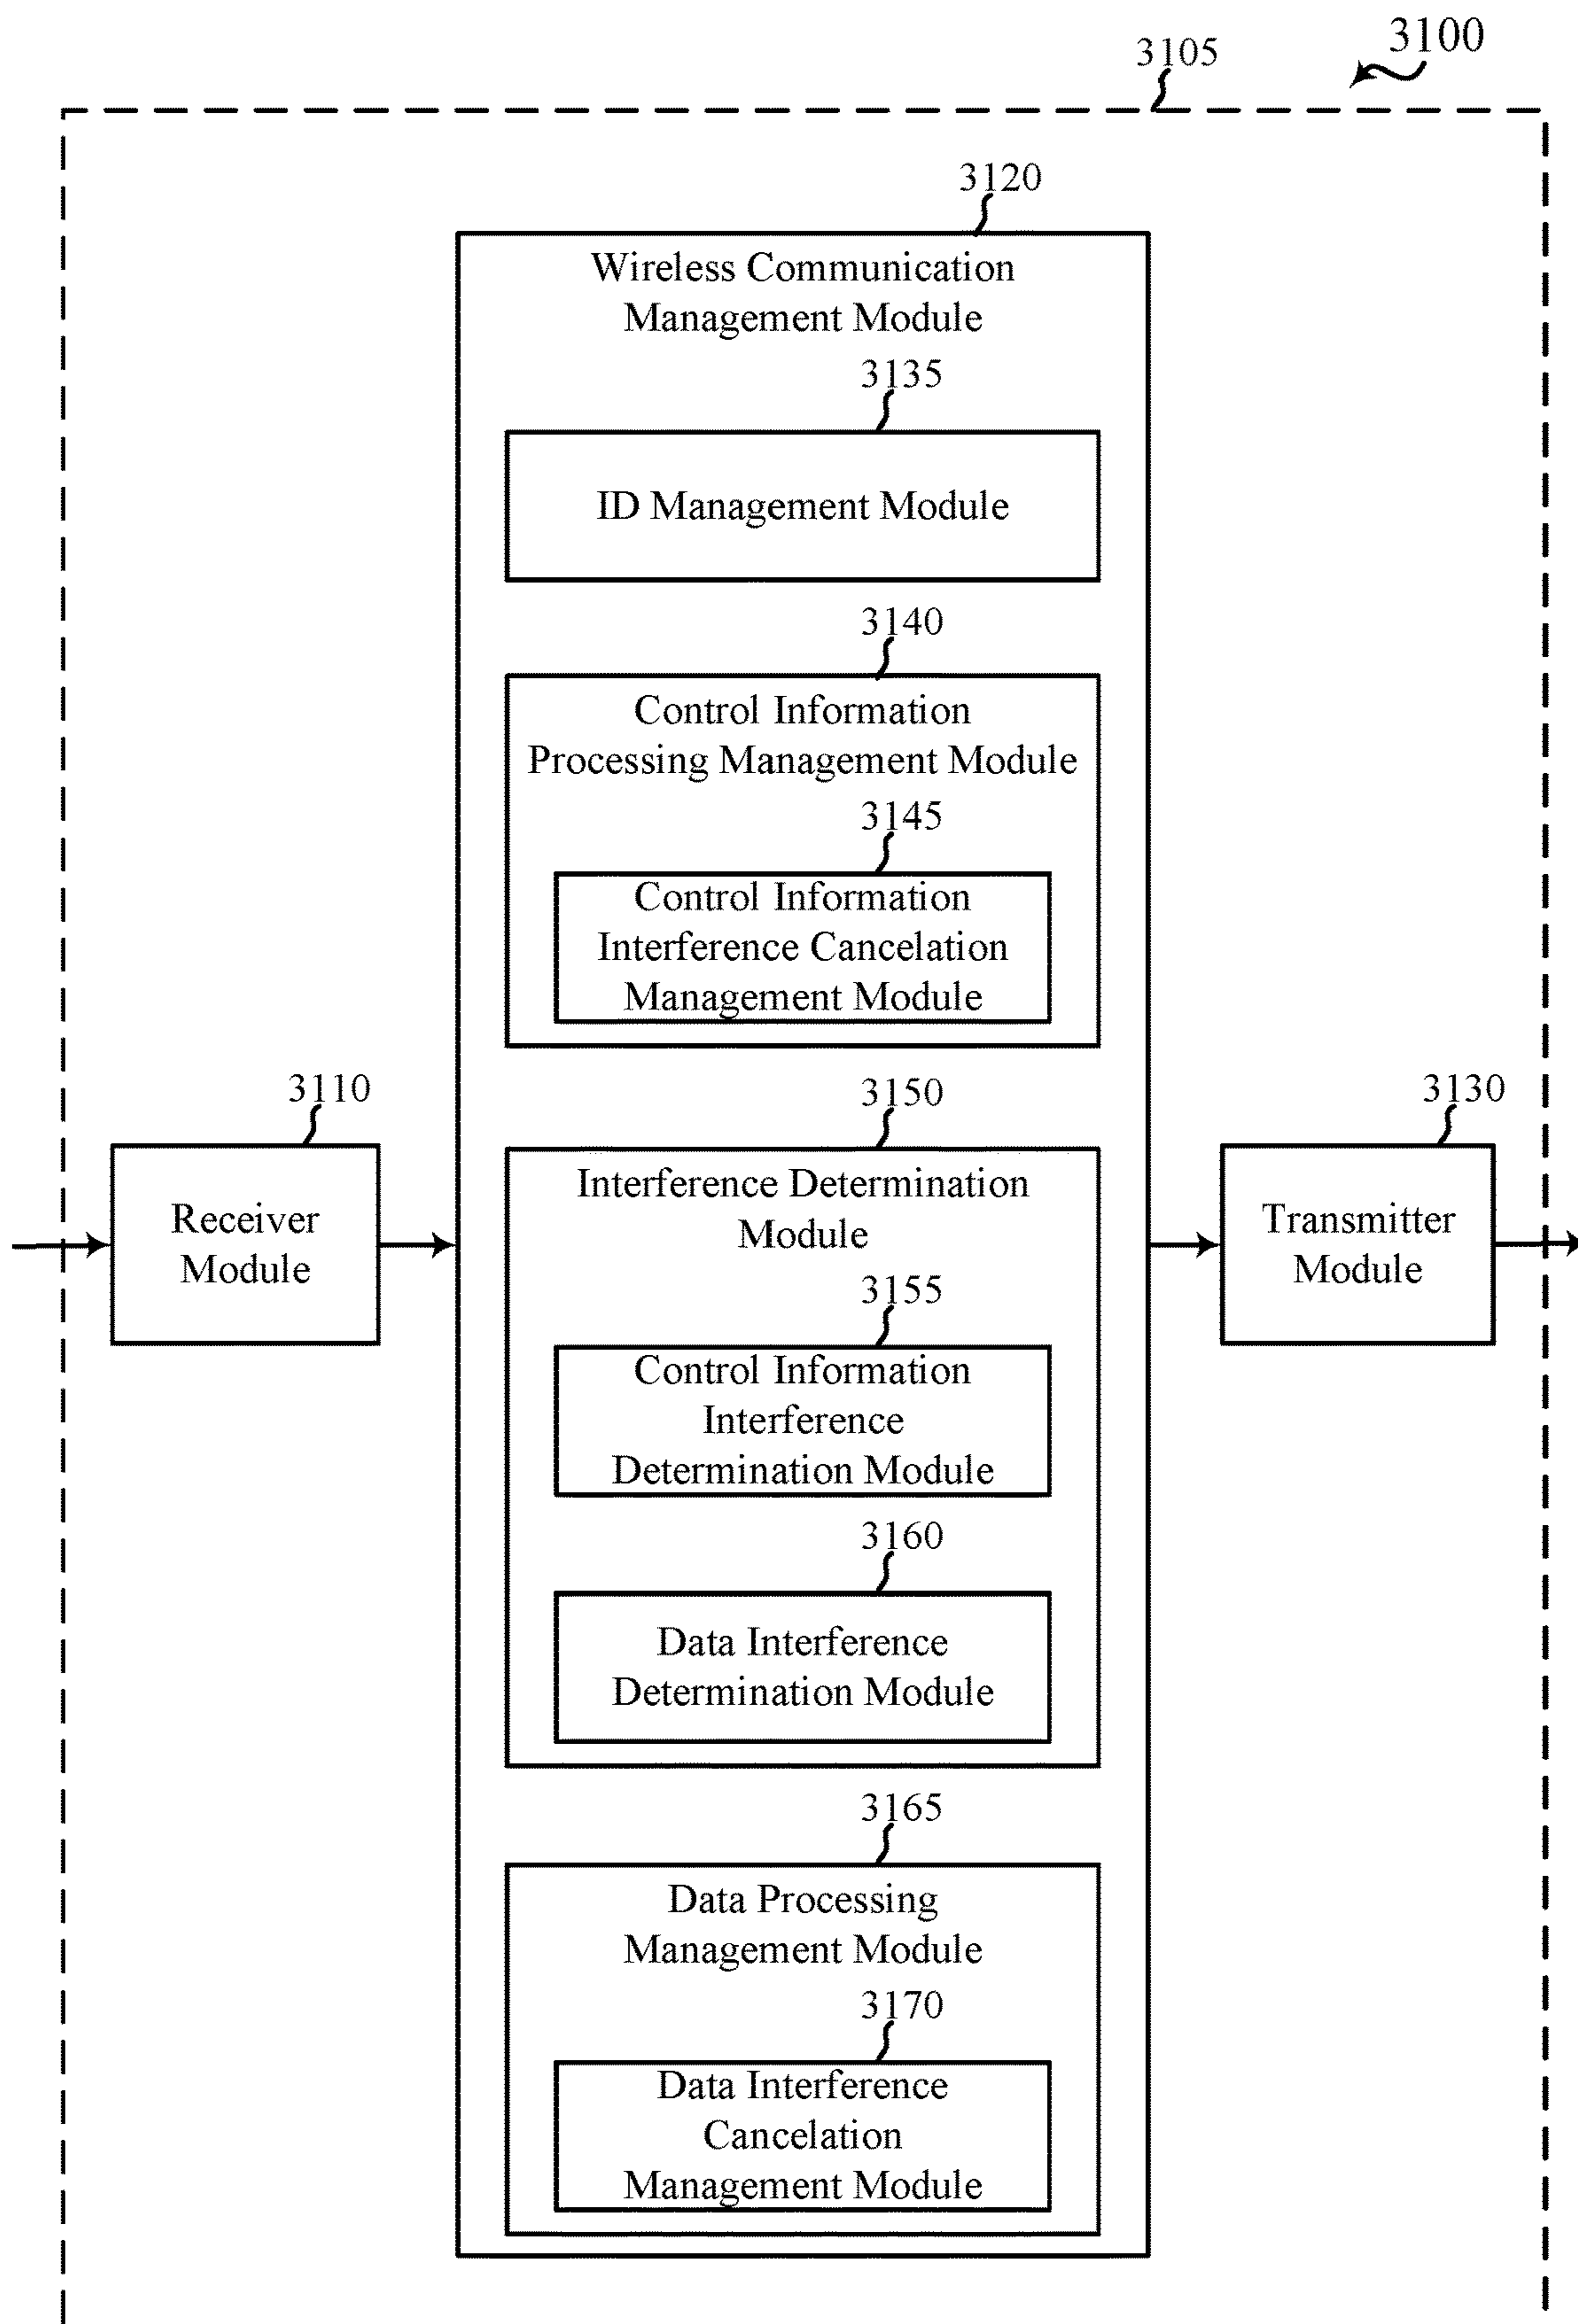 3100
3105
3120
Wireless Communication
Management Module
3135
ID Management Module
3140
Control Information
Processing Management Module
3145
Control Information
Interference Cancelation
Management Module
3110
Receiver
Module
3150
Interference Determination
Module
3155
Control Information
Interference
Determination Module
3160
Data Interference
Determination Module
3130
Transmitter
Module
3165
Data Processing
Management Module
3170
Data Interference
Cancelation
Management Module